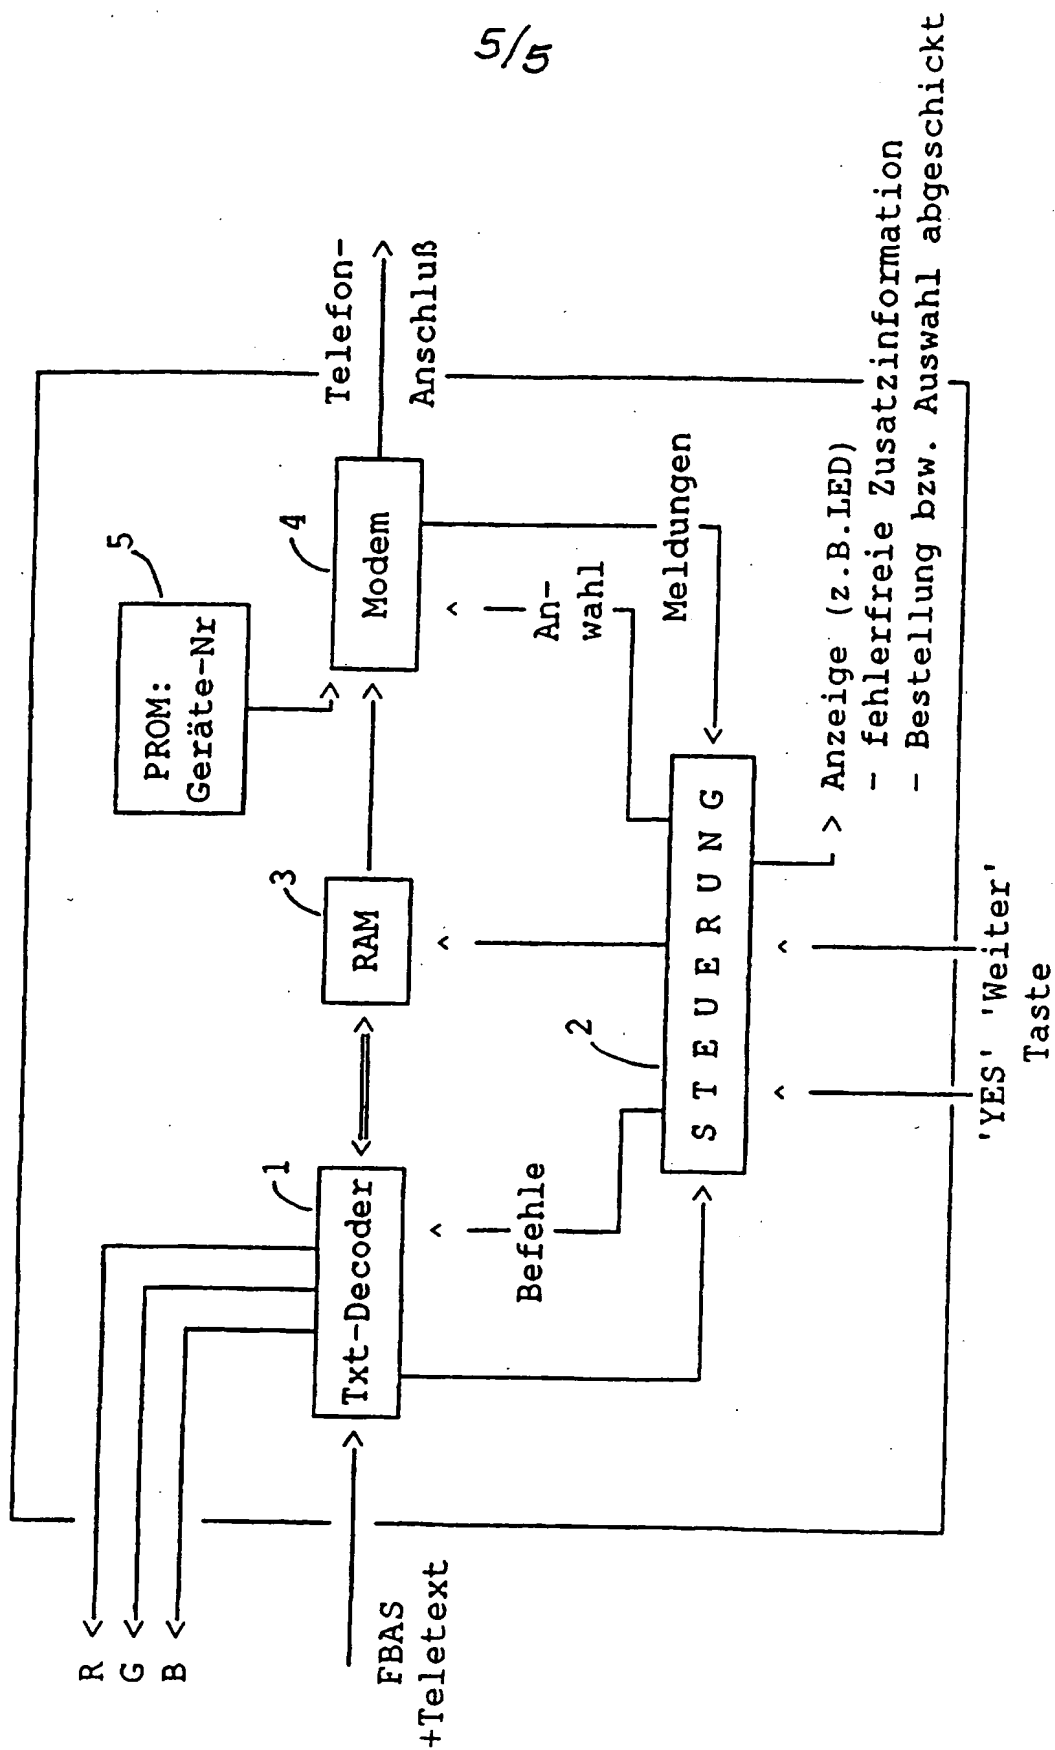 5/5
R
G
B
FBAS
+Teletext
1
Txt-Decoder
Befehle
2
STEUERUNG
3
RAM
5
PROM:
Geräte-Nr
4
Modem
Telefon-
Anschluß
An-
wahl
Meldungen
Anzeige (z.B.LED)
- fehlerfreie Zusatzinformation
- Bestellung bzw. Auswahl abgeschickt
'YES' 'Weiter'
Taste